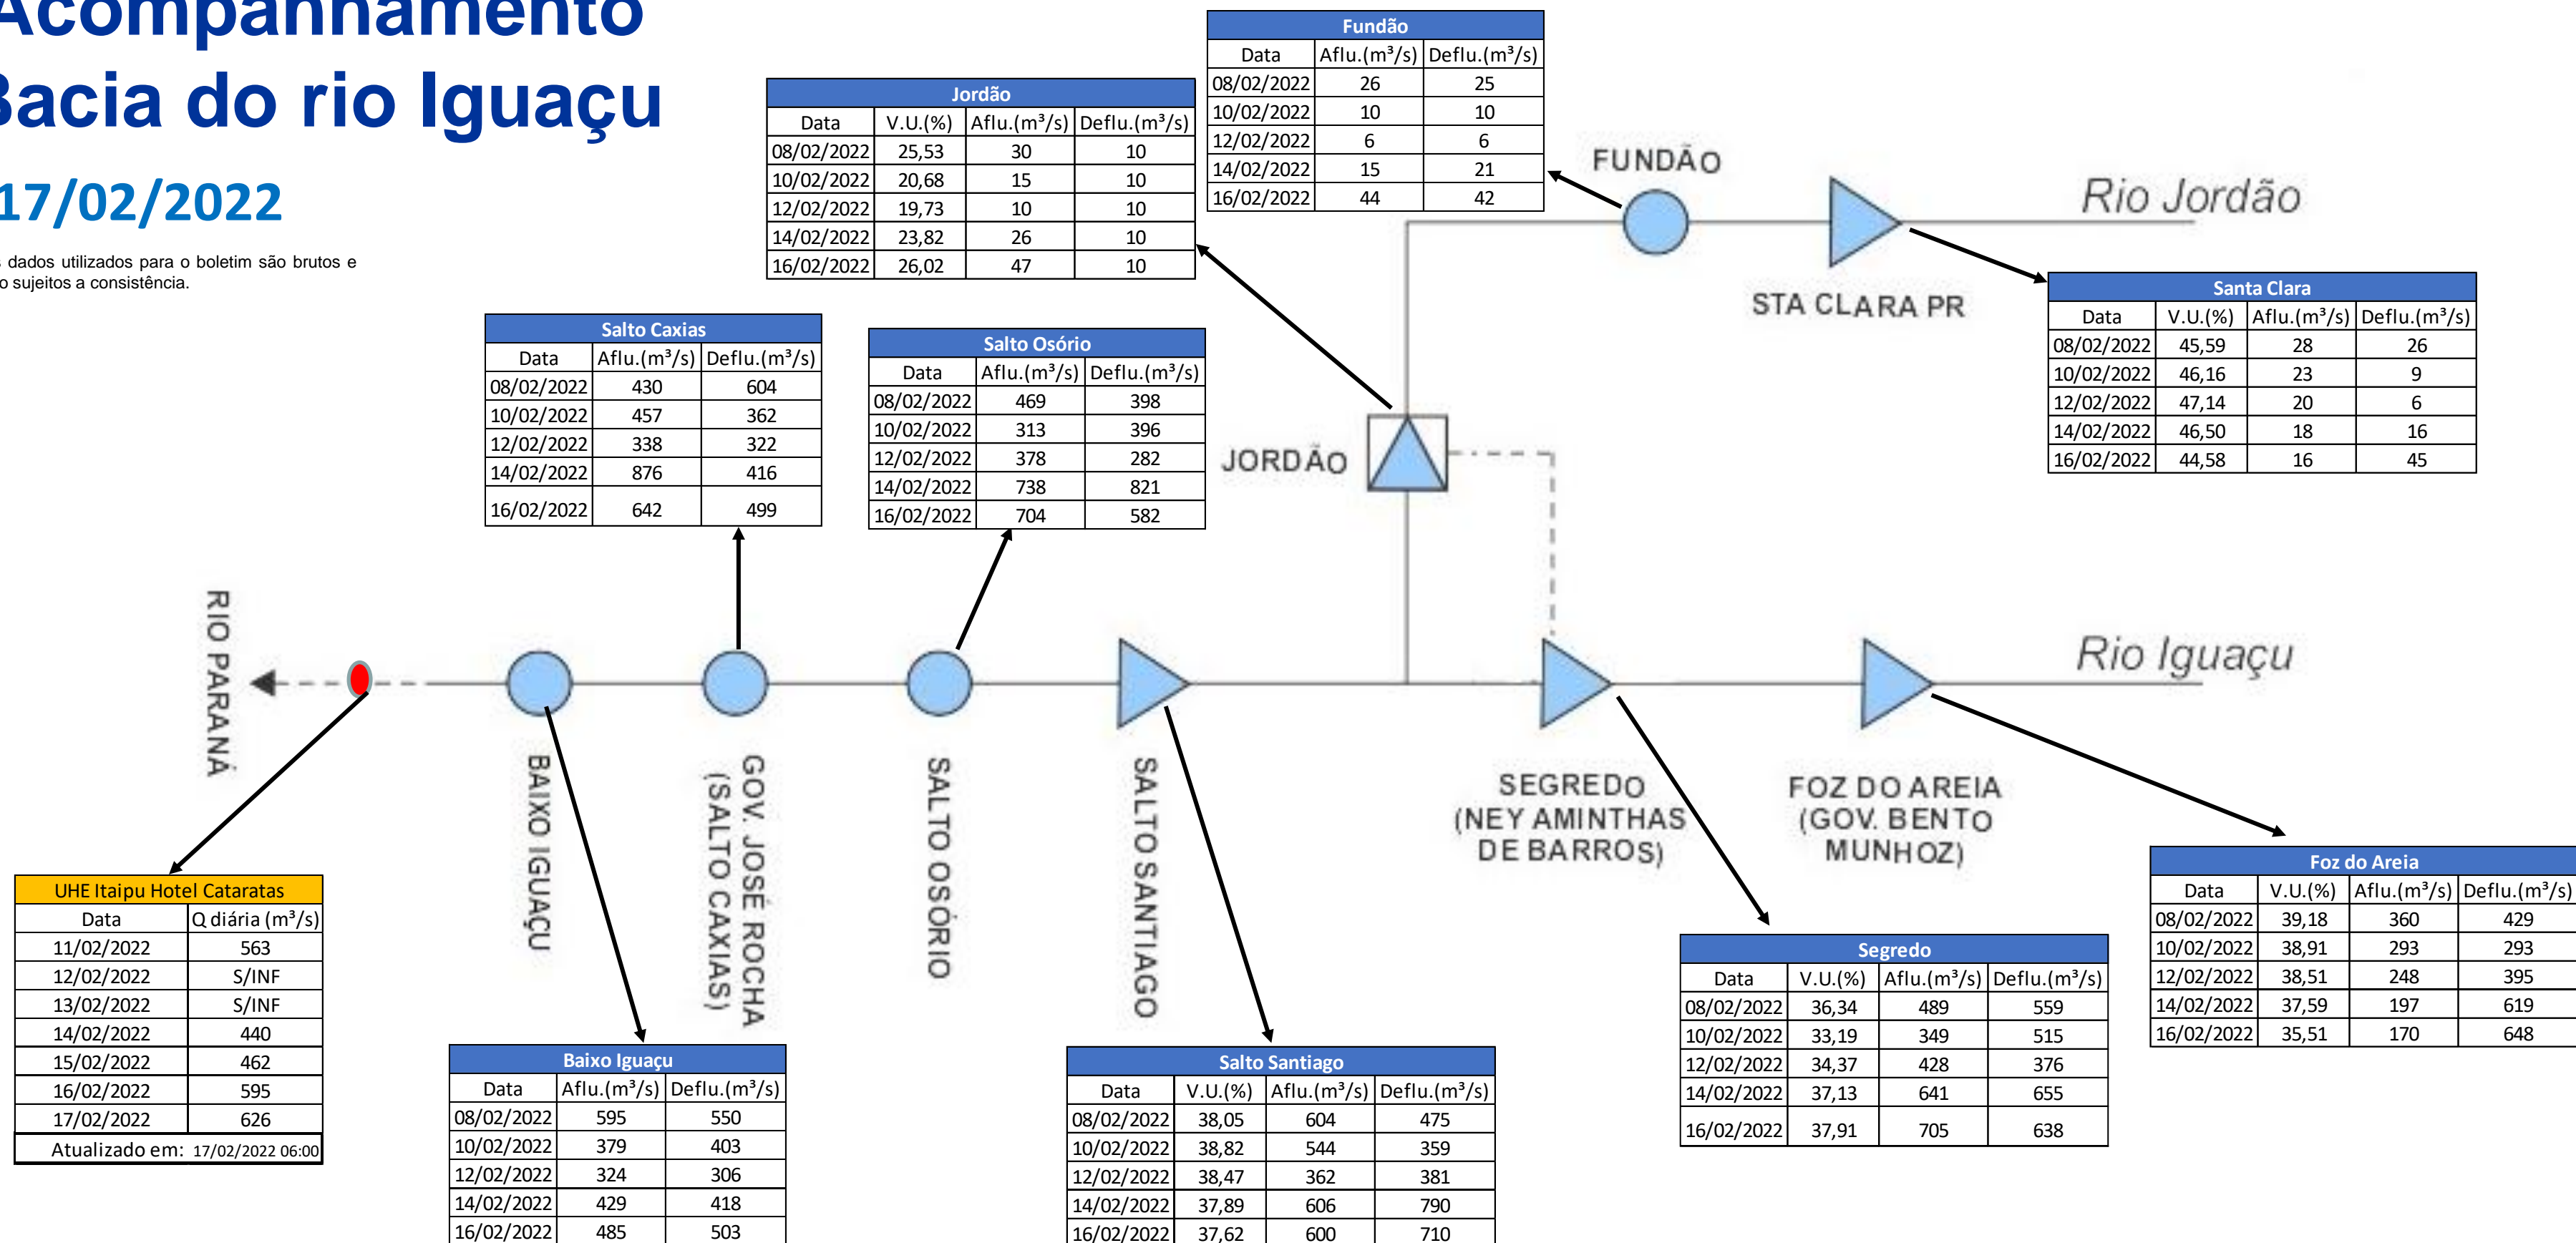 Acompanhamento
Bacia do rio Iguaçu
17/02/2022
s dados utilizados para o boletim são brutos e
o sujeitos a consistência.
Fundão
Data Aflu.(m³/s) Deflu.(m³/s)
08/02/2022 26 25
10/02/2022 10 10
12/02/2022 6 6
14/02/2022 15 21
16/02/2022 44 42
Jordão
Data V.U.(%) Aflu.(m³/s) Deflu.(m³/s)
08/02/2022 25,53 30 10
10/02/2022 20,68 15 10
12/02/2022 19,73 10 10
14/02/2022 23,82 26 10
16/02/2022 26,02 47 10
FUNDÃO
Rio Jordão
STA CLARA PR
Santa Clara
Data V.U.(%) Aflu.(m³/s) Deflu.(m³/s)
08/02/2022 45,59 28 26
10/02/2022 46,16 23 9
12/02/2022 47,14 20 6
14/02/2022 46,50 18 16
16/02/2022 44,58 16 45
Salto Caxias
Data Aflu.(m³/s) Deflu.(m³/s)
08/02/2022 430 604
10/02/2022 457 362
12/02/2022 338 322
14/02/2022 876 416
16/02/2022 642 499
Salto Osório
Data Aflu.(m³/s) Deflu.(m³/s)
08/02/2022 469 398
10/02/2022 313 396
12/02/2022 378 282
14/02/2022 738 821
16/02/2022 704 582
JORDÃO
RIO PARANÁ
Rio Iguaçu
BAIXO IGUAÇU
GOV. JOSÉ ROCHA
(SALTO CAXIAS)
SALTO OSÓRIO
SALTO SANTIAGO
SEGREDO
(NEY AMINTHAS
DE BARROS)
FOZ DO AREIA
(GOV. BENTO
MUNHOZ)
UHE Itaipu Hotel Cataratas
Data Q diária (m³/s)
11/02/2022 563
12/02/2022 S/INF
13/02/2022 S/INF
14/02/2022 440
15/02/2022 462
16/02/2022 595
17/02/2022 626
Atualizado em: 17/02/2022 06:00
Baixo Iguaçu
Data Aflu.(m³/s) Deflu.(m³/s)
08/02/2022 595 550
10/02/2022 379 403
12/02/2022 324 306
14/02/2022 429 418
16/02/2022 485 503
Salto Santiago
Data V.U.(%) Aflu.(m³/s) Deflu.(m³/s)
08/02/2022 38,05 604 475
10/02/2022 38,82 544 359
12/02/2022 38,47 362 381
14/02/2022 37,89 606 790
16/02/2022 37,62 600 710
Segredo
Data V.U.(%) Aflu.(m³/s) Deflu.(m³/s)
08/02/2022 36,34 489 559
10/02/2022 33,19 349 515
12/02/2022 34,37 428 376
14/02/2022 37,13 641 655
16/02/2022 37,91 705 638
Foz do Areia
Data V.U.(%) Aflu.(m³/s) Deflu.(m³/s)
08/02/2022 39,18 360 429
10/02/2022 38,91 293 293
12/02/2022 38,51 248 395
14/02/2022 37,59 197 619
16/02/2022 35,51 170 648